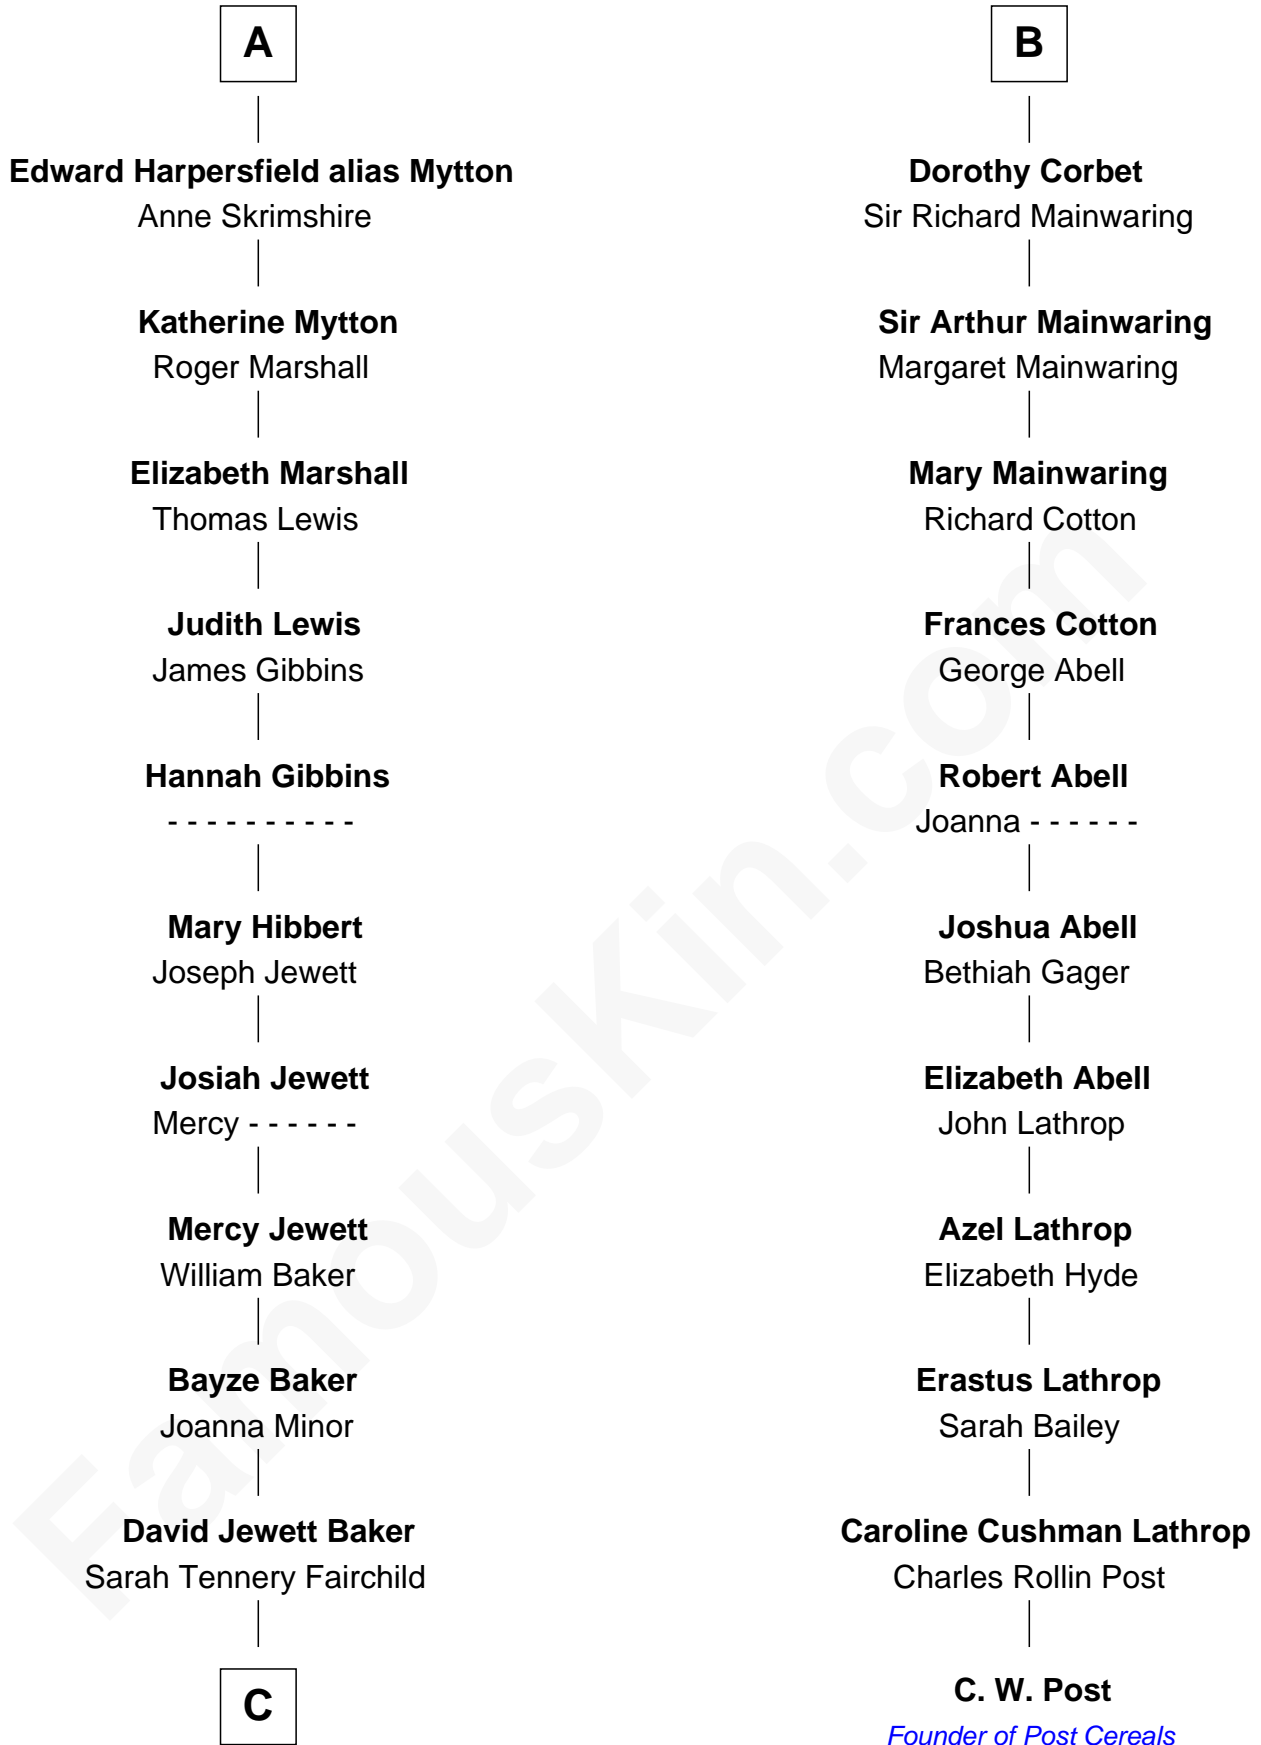 A
Edward Harpersfield alias Mytton
Anne Skrimshire
Katherine Mytton
Roger Marshall
Elizabeth Marshall
Thomas Lewis
Judith Lewis
James Gibbins
Hannah Gibbins
- - - - - - - - - -
Mary Hibbert
Joseph Jewett
Josiah Jewett
Mercy - - - - - -
Mercy Jewett
William Baker
Bayze Baker
Joanna Minor
David Jewett Baker
Sarah Tennery Fairchild
C
B
Dorothy Corbet
Sir Richard Mainwaring
Sir Arthur Mainwaring
Margaret Mainwaring
Mary Mainwaring
Richard Cotton
Frances Cotton
George Abell
Robert Abell
Joanna - - - - - -
Joshua Abell
Bethiah Gager
Elizabeth Abell
John Lathrop
Azel Lathrop
Elizabeth Hyde
Erastus Lathrop
Sarah Bailey
Caroline Cushman Lathrop
Charles Rollin Post
C. W. Post
Founder of Post Cereals
FamousKin.com